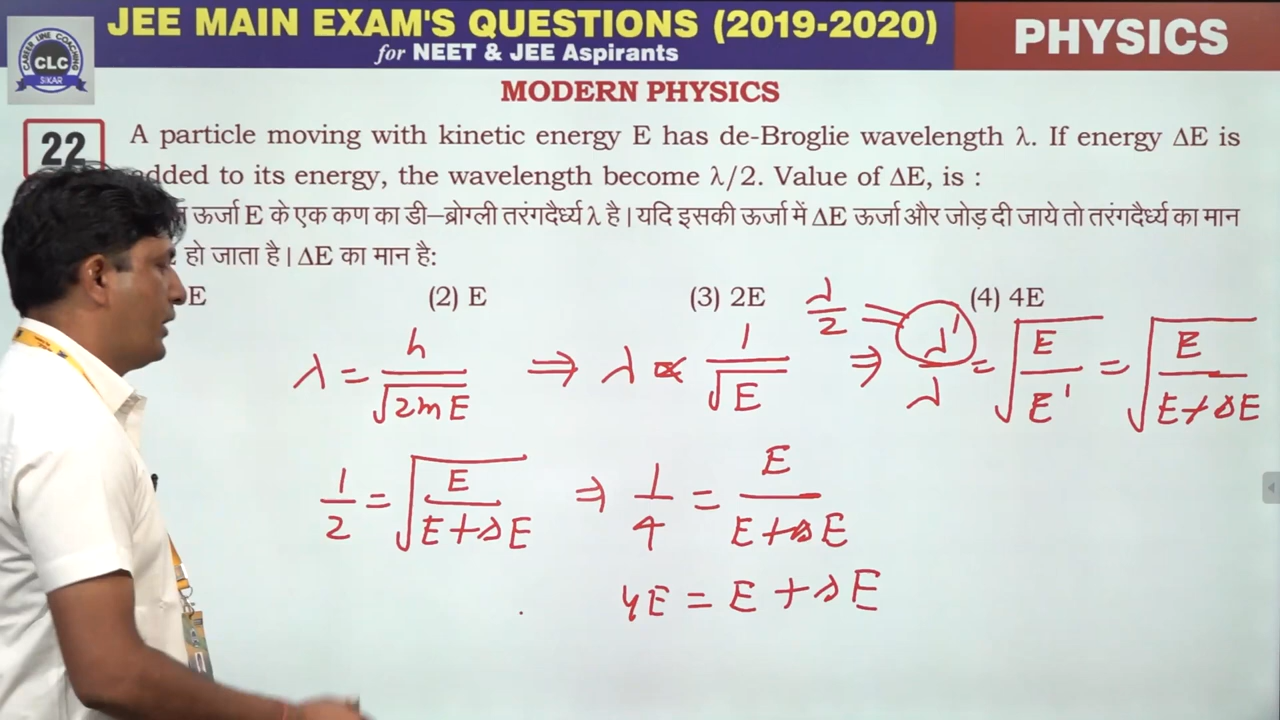 JEE MAIN EXAM'S QUESTIONS (2019-2020)
for NEET & JEE Aspirants
PHYSICS
CAREER LINE COACHING
CLC
SIKAR
MODERN PHYSICS
22 A particle moving with kinetic energy E has de-Broglie wavelength λ. If energy ΔE is
added to its energy, the wavelength become λ/2. Value of ΔE, is :
ऊर्जा E के एक कण का डी–ब्रोग्ली तरंगदैर्ध्य λ है। यदि इसकी ऊर्जा में ΔE ऊर्जा और जोड़ दी जाये तो तरंगदैर्ध्य का मान
हो जाता है। ΔE का मान है:
E (2) E (3) 2E (4) 4E
λ = h/√2mE ⇒ λ ∝ 1/√E ⇒ λ/2 = λ'/λ = √E/E' = √E/E+ΔE
1/2 = √E/E+ΔE ⇒ 1/4 = E/E+ΔE
4E = E + ΔE